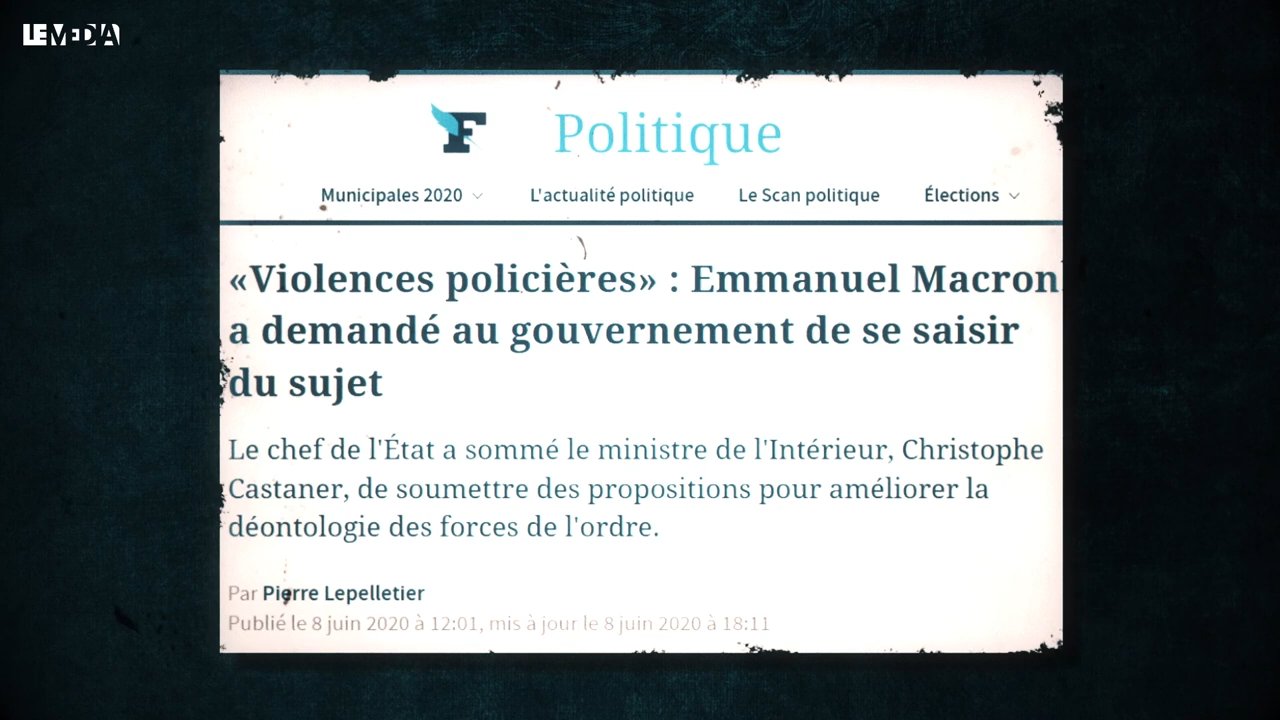 LEMEDIA
F Politique
Municipales 2020 L'actualité politique Le Scan politique Élections
«Violences policières» : Emmanuel Macron
a demandé au gouvernement de se saisir
du sujet
Le chef de l'État a sommé le ministre de l'Intérieur, Christophe
Castaner, de soumettre des propositions pour améliorer la
déontologie des forces de l'ordre.
Par Pierre Lepelletier
Publié le 8 juin 2020 à 12:01, mis à jour le 8 juin 2020 à 18:11